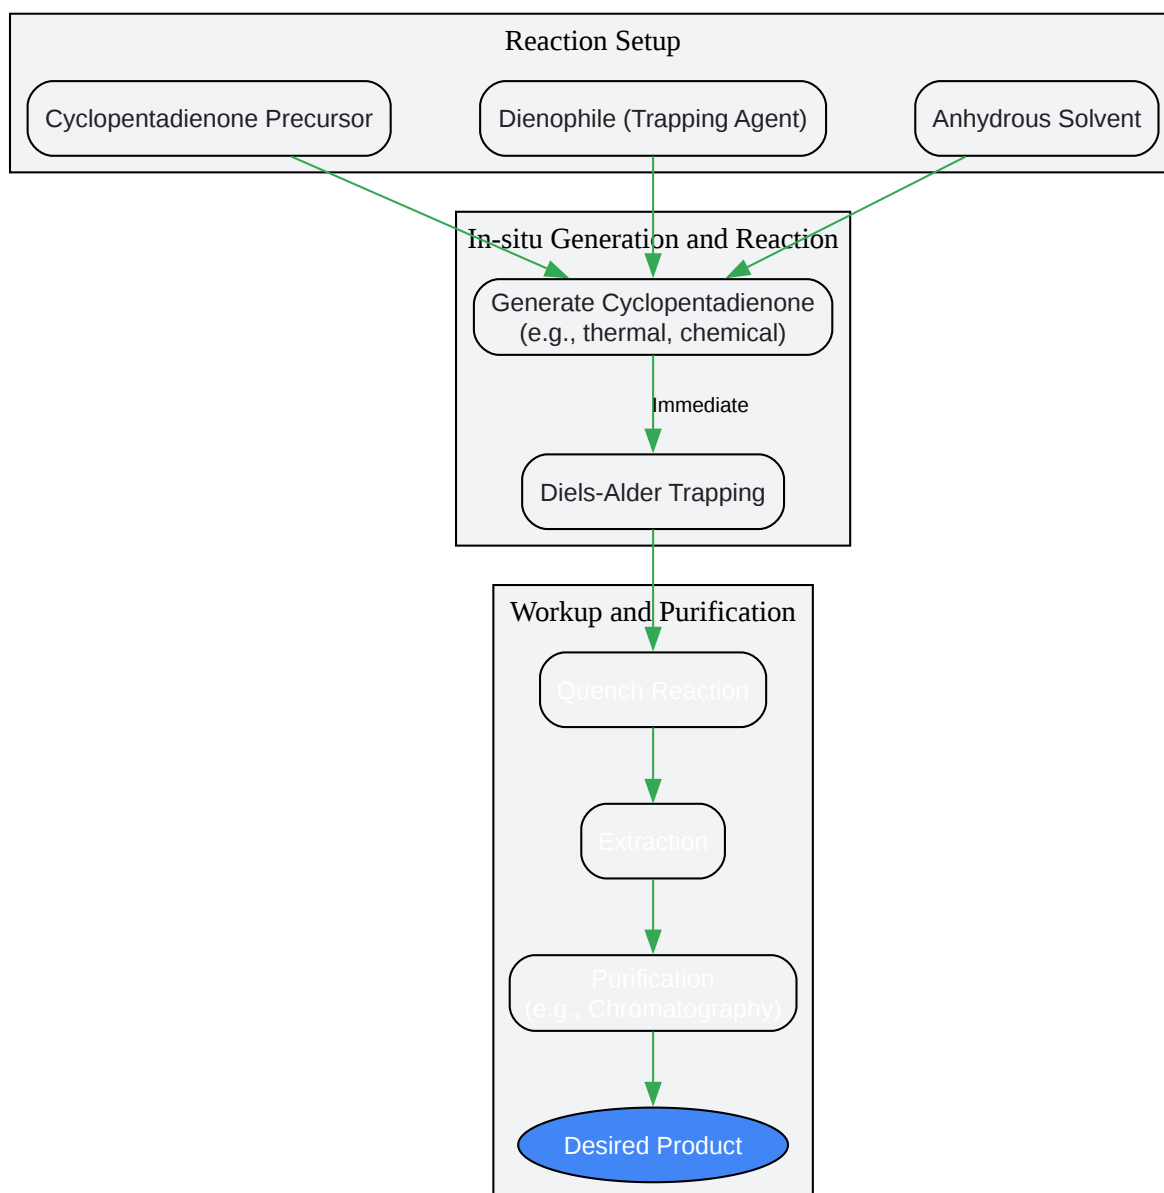 Reaction Setup
Cyclopentadienone Precursor
Dienophile (Trapping Agent)
Anhydrous Solvent
In-situ Generation and Reaction
Generate Cyclopentadienone
(e.g., thermal, chemical)
Immediate
Diels-Alder Trapping
Workup and Purification
Quench Reaction
Extraction
Purification
(e.g., Chromatography)
Desired Product